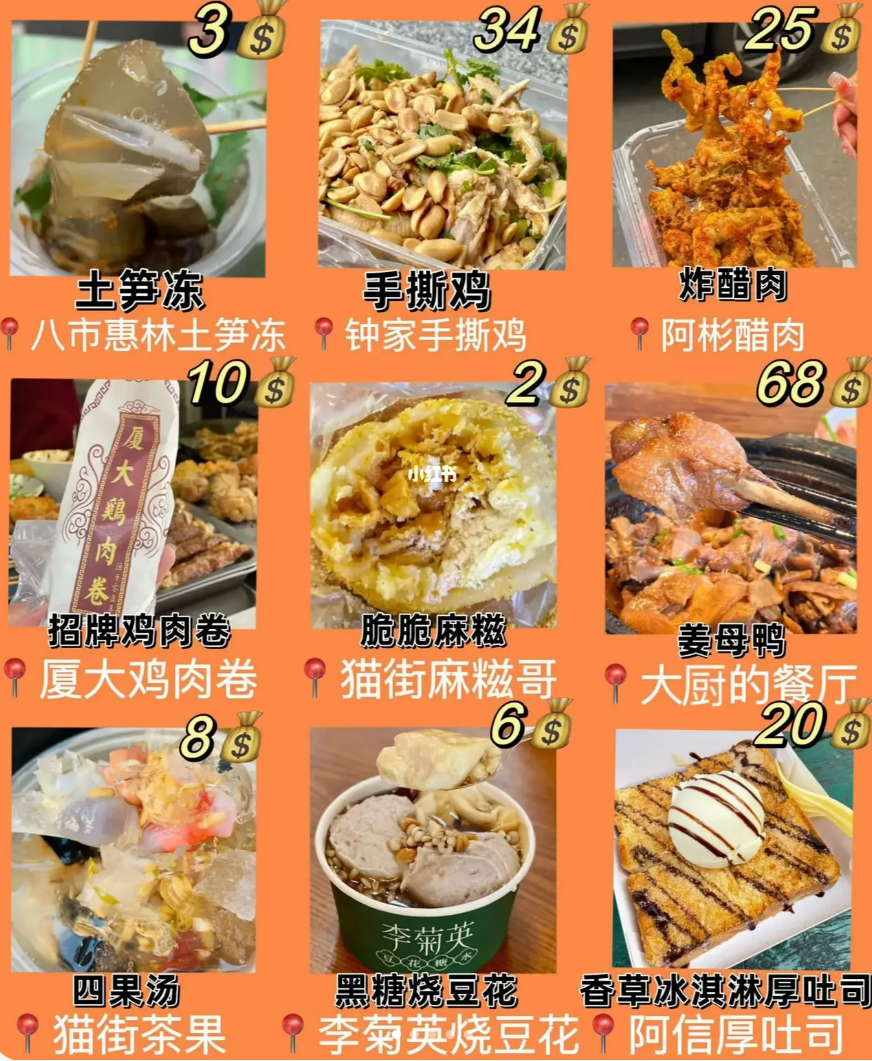 3
34
25
土笋冻
手撕鸡
炸醋肉
八市惠林土笋冻
钟家手撕鸡
阿彬醋肉
10
2
68
厦大鷄肉卷
小红书
招牌鸡肉卷
脆脆麻糍
姜母鸭
厦大鸡肉卷
猫街麻糍哥
大厨的餐厅
8
6
20
李菊英
豆花糖水
四果汤
黑糖烧豆花
香草冰淇淋厚吐司
猫街茶果
李菊英烧豆花
阿信厚吐司